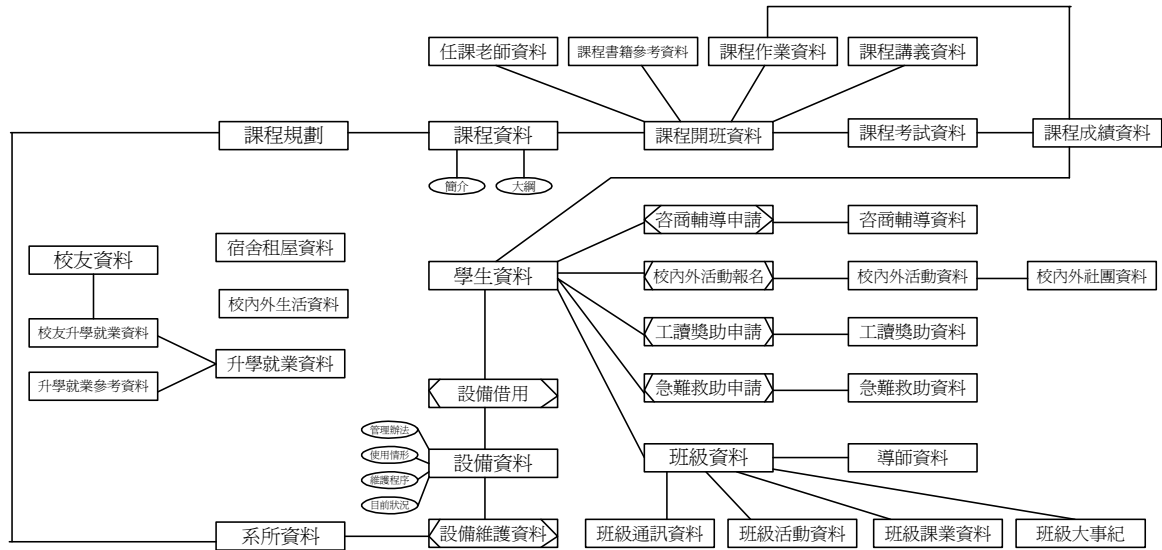 任課老師資料
課程書籍參考資料
課程作業資料
課程講義資料
課程規劃
課程資料
課程開班資料
課程考試資料
課程成績資料
簡介
大綱
咨商輔導申請
咨商輔導資料
校友資料
宿舍租屋資料
學生資料
校內外活動報名
校內外活動資料
校內外社團資料
校內外生活資料
校友升學就業資料
工讀獎助申請
工讀獎助資料
升學就業資料
升學就業參考資料
設備借用
急難救助申請
急難救助資料
管理辦法
使用情形
維護程序
目前狀況
設備資料
班級資料
導師資料
系所資料
設備維護資料
班級通訊資料
班級活動資料
班級課業資料
班級大事紀